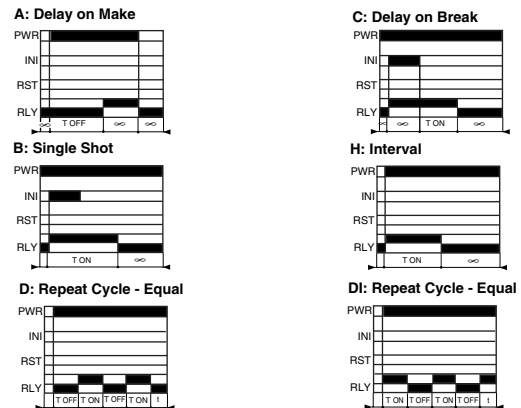 A: Delay on Make
PWR
INI
RST
RLY
∞ T OFF ∞ ∞
C: Delay on Break
PWR
INI
RST
RLY
∞ ∞ T ON ∞
B: Single Shot
PWR
INI
RST
RLY
T ON ∞
H: Interval
PWR
INI
RST
RLY
T ON ∞
D: Repeat Cycle - Equal
PWR
INI
RST
RLY
T OFF T ON T OFF T ON t
DI: Repeat Cycle - Equal
PWR
INI
RST
RLY
T ON T OFF T ON T OFF t